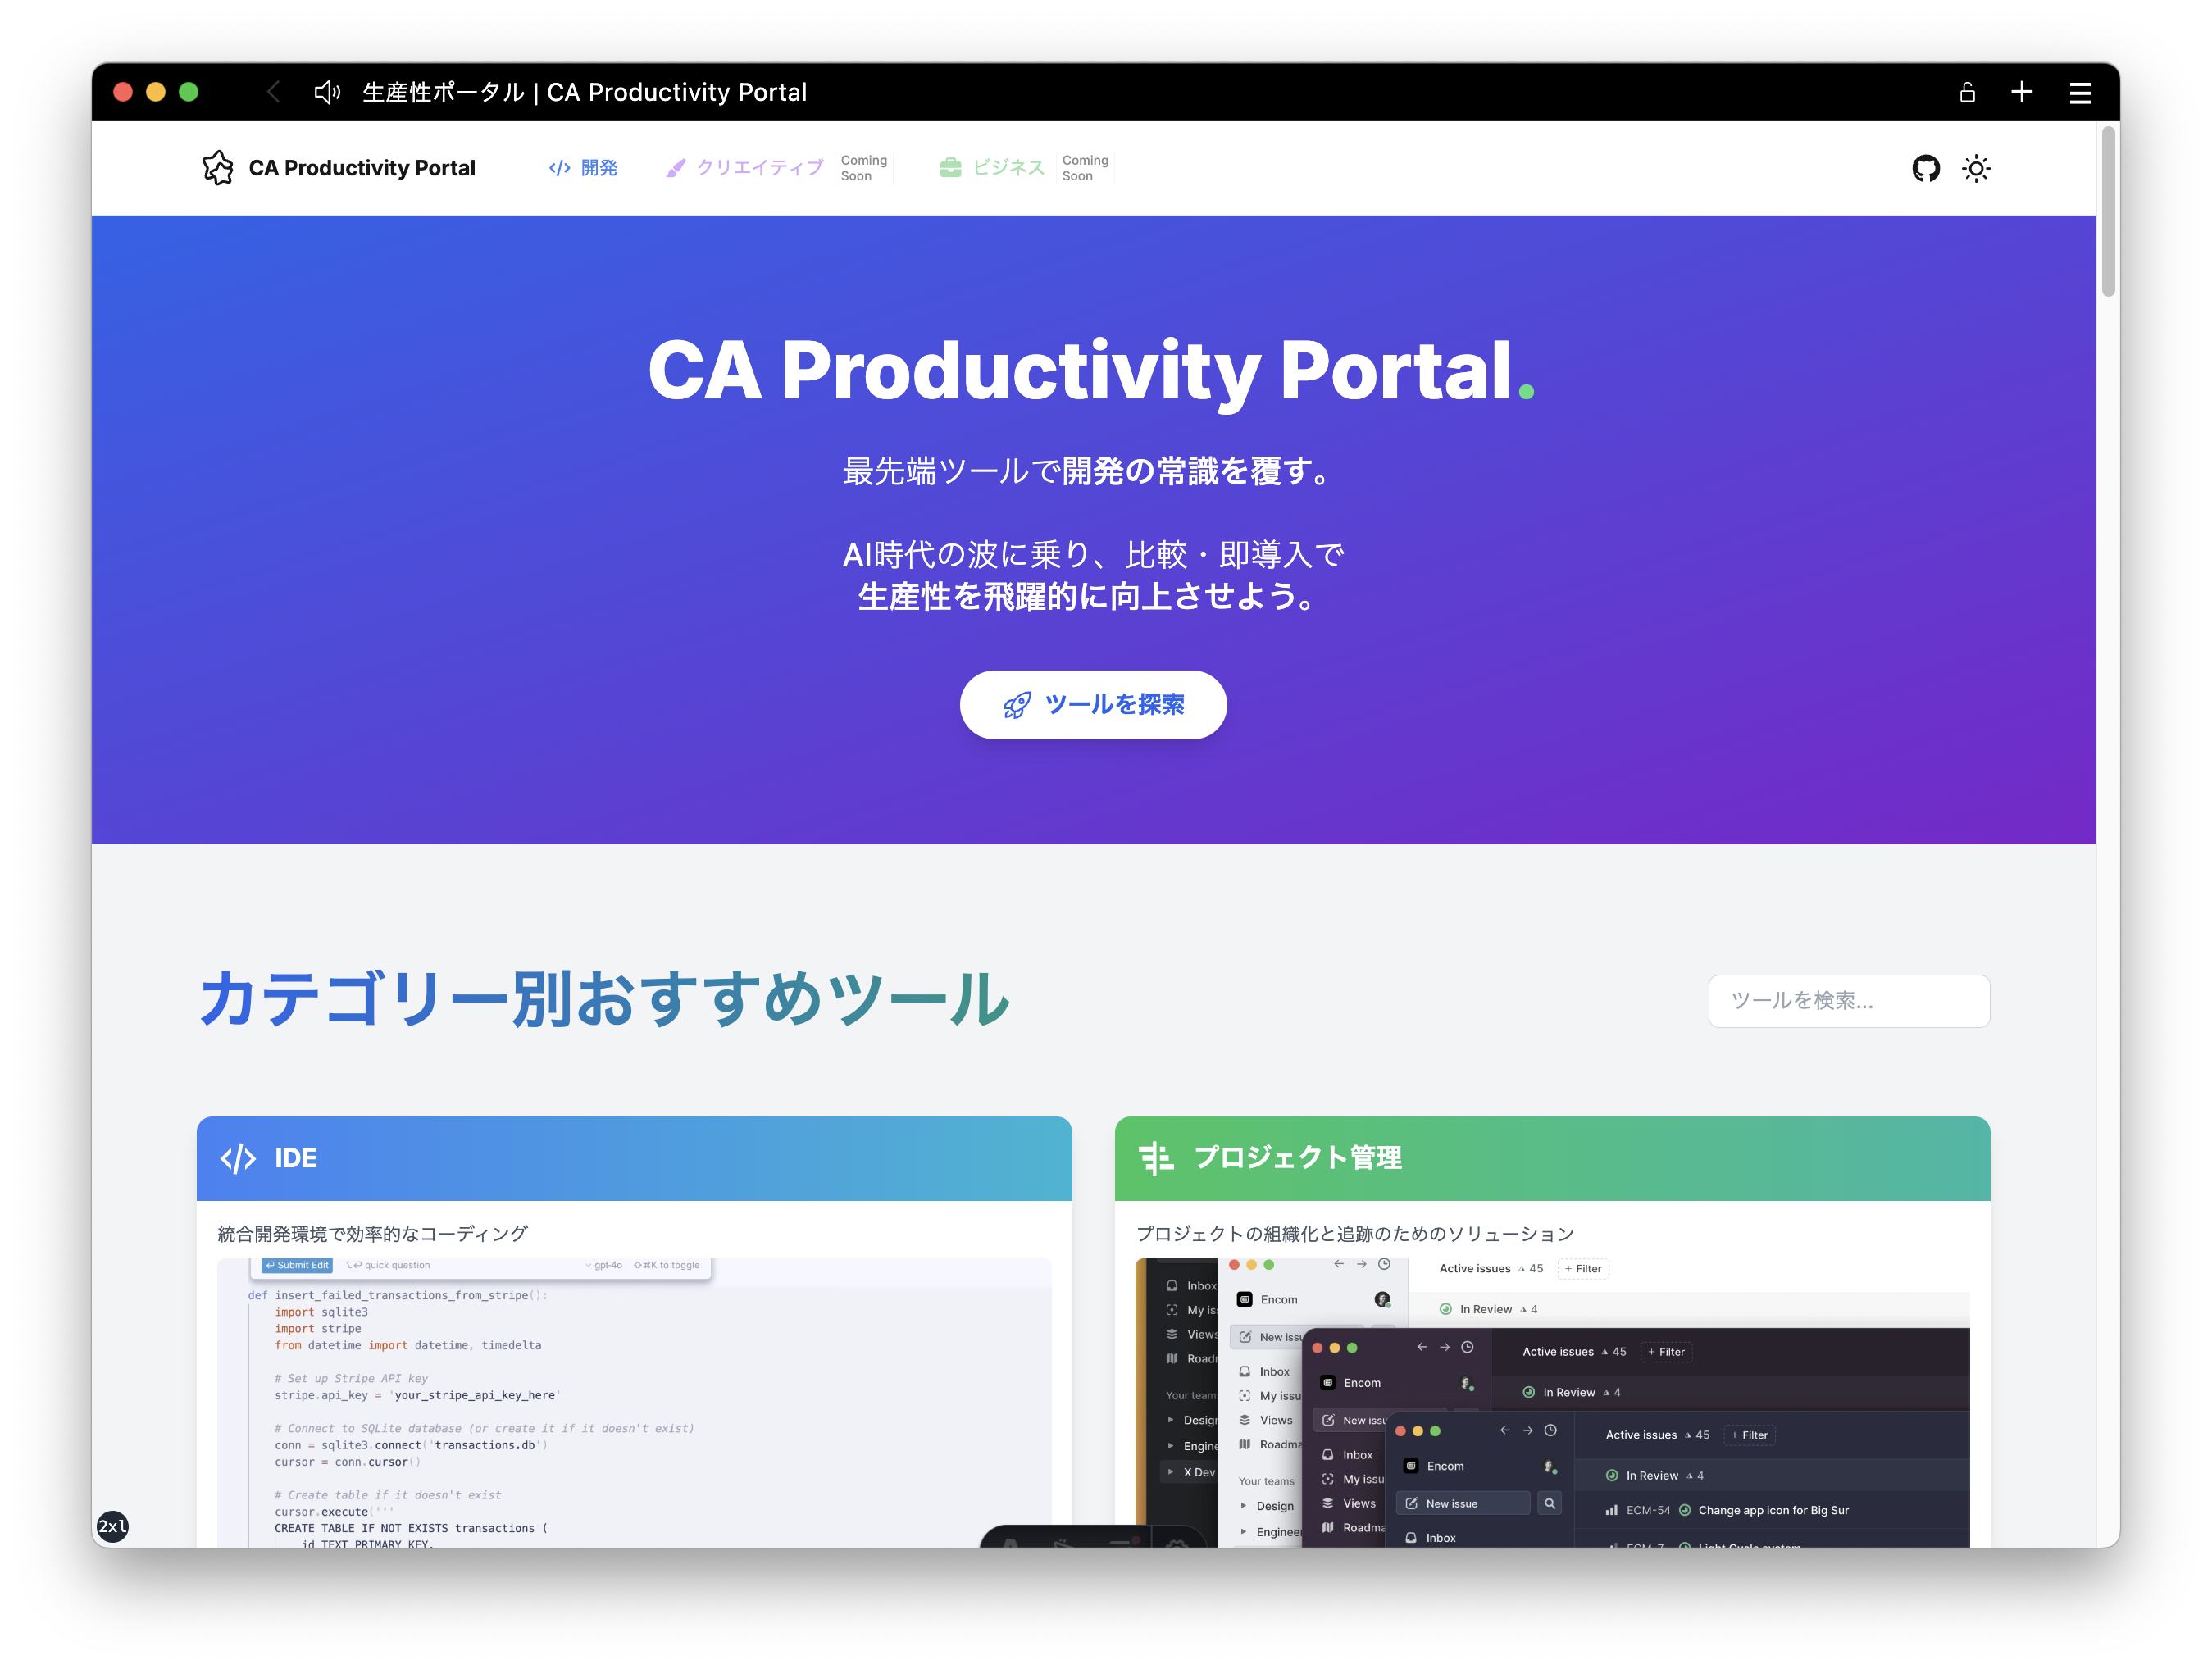 生産性ポータル | CA Productivity Portal
CA Productivity Portal
開発
クリエイティブ
Coming
Soon
ビジネス
Coming
Soon
CA Productivity Portal.
最先端ツールで開発の常識を覆す。
AI時代の波に乗り、比較・即導入で
生産性を飛躍的に向上させよう。
ツールを探索
カテゴリー別おすすめツール
ツールを検索...
</> IDE
統合開発環境で効率的なコーディング
Submit Edit ⌥⏎ quick question gpt-4o ⇧⌘K to toggle
def insert_failed_transactions_from_stripe():
import sqlite3
import stripe
from datetime import datetime, timedelta
# Set up Stripe API key
stripe.api_key = 'your_stripe_api_key_here'
# Connect to SQLite database (or create it if it doesn't exist)
conn = sqlite3.connect('transactions.db')
cursor = conn.cursor()
# Create table if it doesn't exist
cursor.execute('''
CREATE TABLE IF NOT EXISTS transactions (
id TEXT PRIMARY KEY,
プロジェクト管理
プロジェクトの組織化と追跡のためのソリューション
Inbox
My is
Views
Road
Your team
Design
Engine
X Dev
Encom
New issu
Inbox
My issu
Views
Roadma
Your teams
Design
Engineer
Active issues 45 + Filter
In Review 4
Encom
New issu
Inbox
My issu
Views
Roadma
Active issues 45 + Filter
In Review 4
Encom
New issue
Inbox
Active issues 45 + Filter
In Review 4
ECM-54 Change app icon for Big Sur
2xl